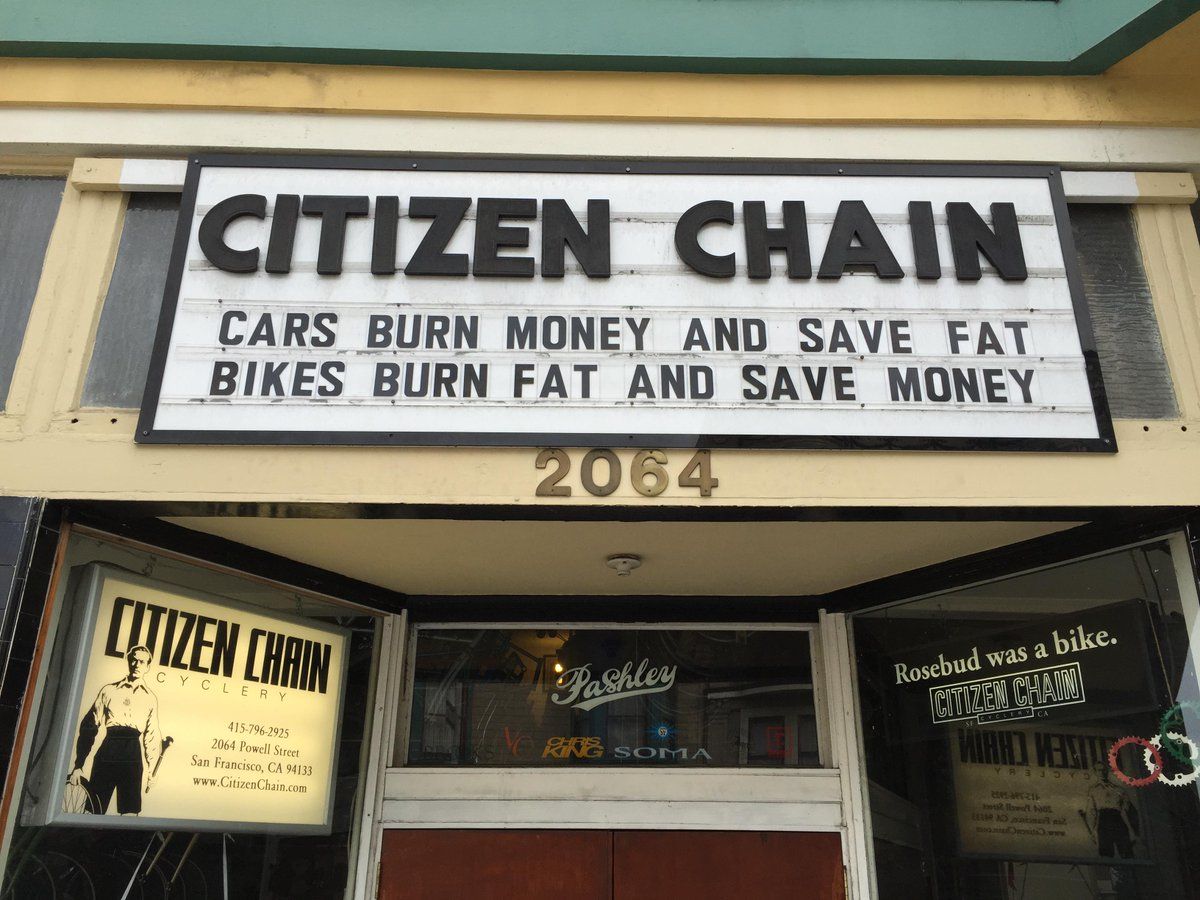 CITIZEN CHAIN
CARS BURN MONEY AND SAVE FAT
BIKES BURN FAT AND SAVE MONEY
2064
CITIZEN CHAIN
CYCLERY
415-796-2925
2064 Powell Street
San Francisco, CA 94133
www.CitizenChain.com
Pashley
CHRIS KING
SOMA
Rosebud was a bike.
CITIZEN CHAIN
SF CYCLERY CA